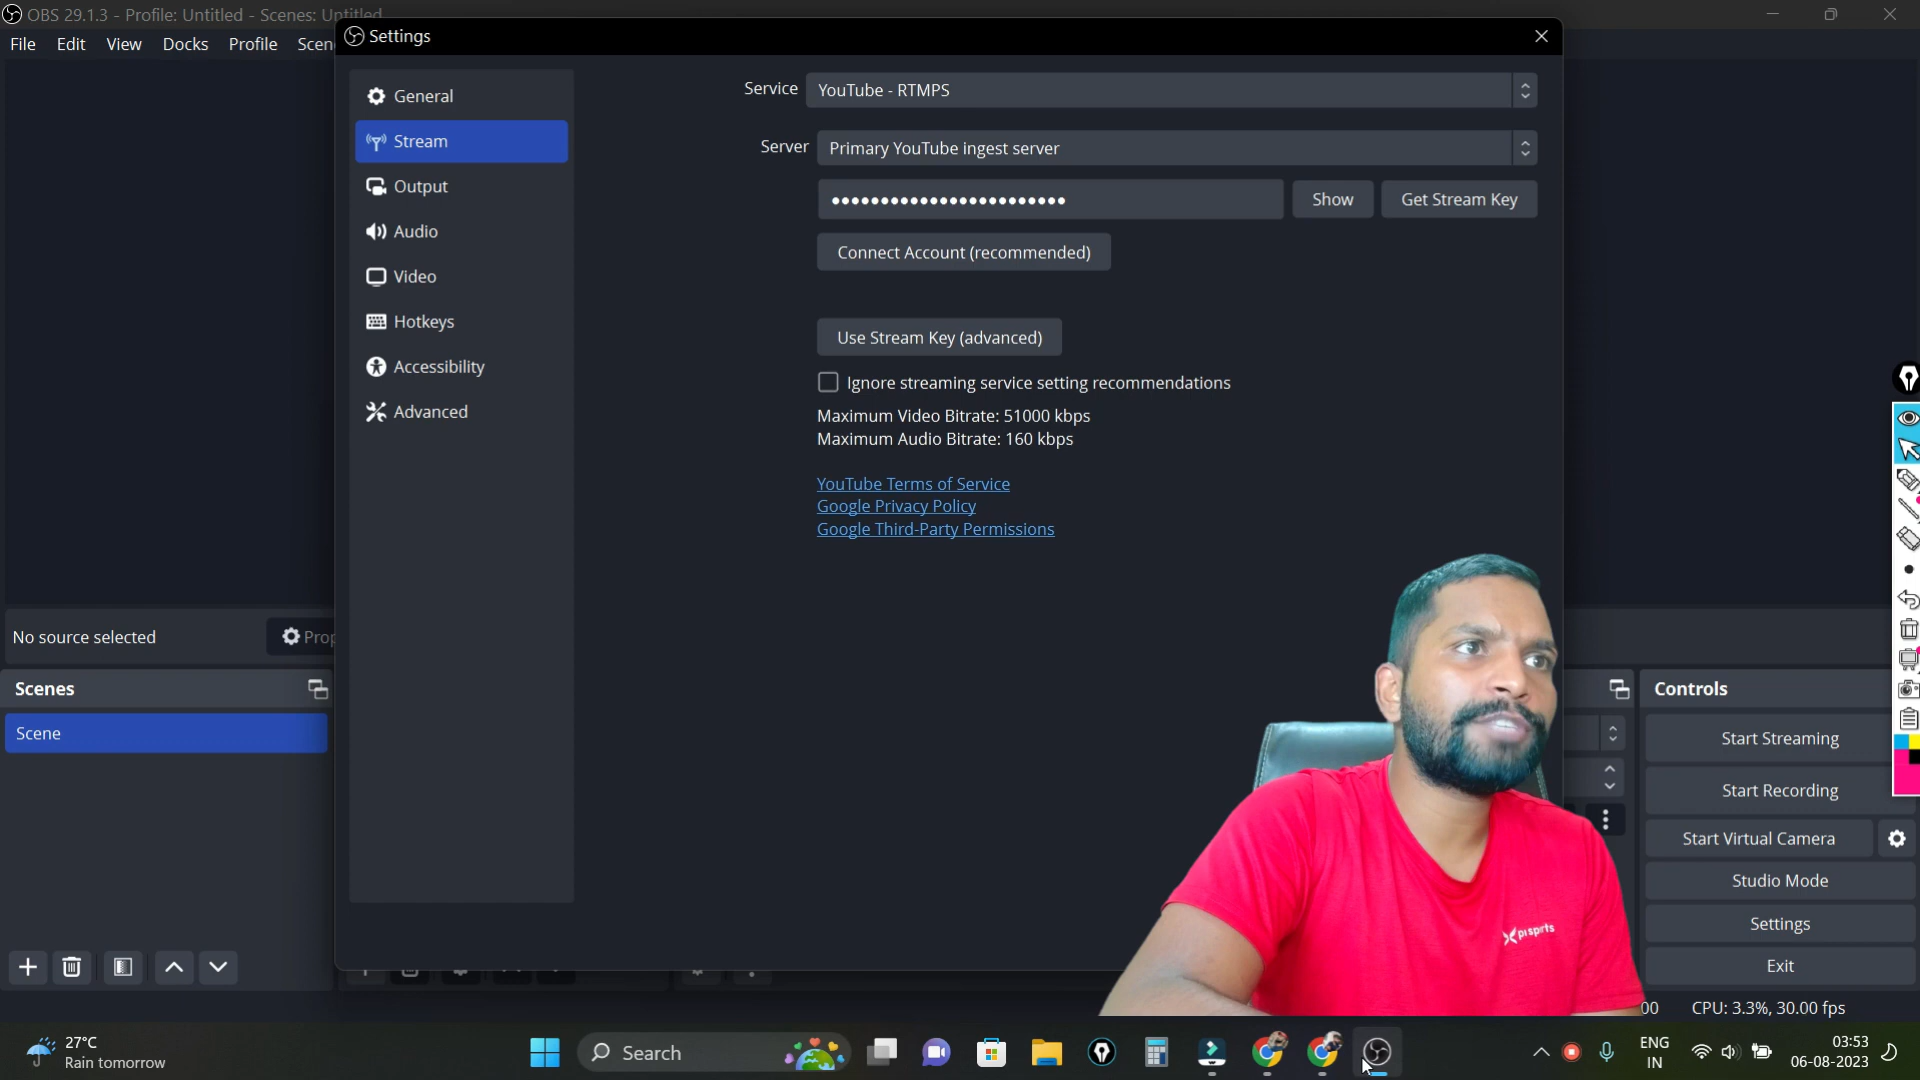 OBS 29.1.3 - Profile: Untitled - Scenes: Untitled
File Edit View Docks Profile Scen
Settings
General
Stream
Output
Audio
Video
Hotkeys
Accessibility
Advanced
Service YouTube - RTMPS
Server Primary YouTube ingest server
Show Get Stream Key
Connect Account (recommended)
Use Stream Key (advanced)
Ignore streaming service setting recommendations
Maximum Video Bitrate: 51000 kbps
Maximum Audio Bitrate: 160 kbps
YouTube Terms of Service
Google Privacy Policy
Google Third-Party Permissions
No source selected
Prop
Scenes
Scene
Controls
Start Streaming
Start Recording
Start Virtual Camera
Studio Mode
Settings
Exit
00 CPU: 3.3%, 30.00 fps
27°C
Rain tomorrow
Search
ENG
IN
03:53
06-08-2023